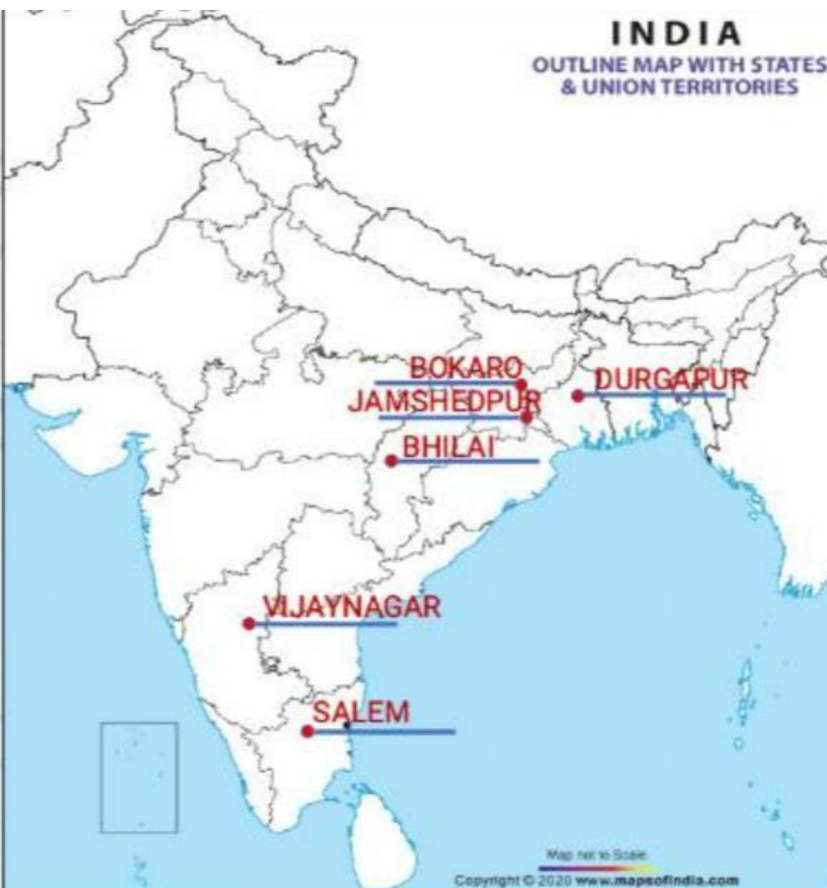 INDIA
OUTLINE MAP WITH STATES
& UNION TERRITORIES
BOKARO
DURGAPUR
JAMSHEDPUR
BHILAI
VIJAYNAGAR
SALEM
Map not to Scale
Copyright © 2020 www.mapsofindia.com